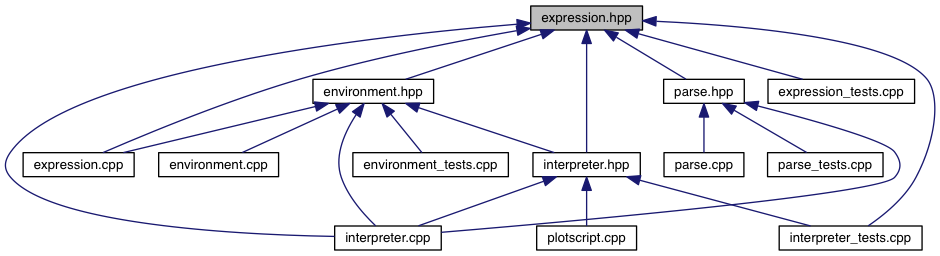 expression.hpp
environment.hpp
parse.hpp
expression_tests.cpp
expression.cpp
environment.cpp
environment_tests.cpp
interpreter.hpp
parse.cpp
parse_tests.cpp
interpreter.cpp
plotscript.cpp
interpreter_tests.cpp